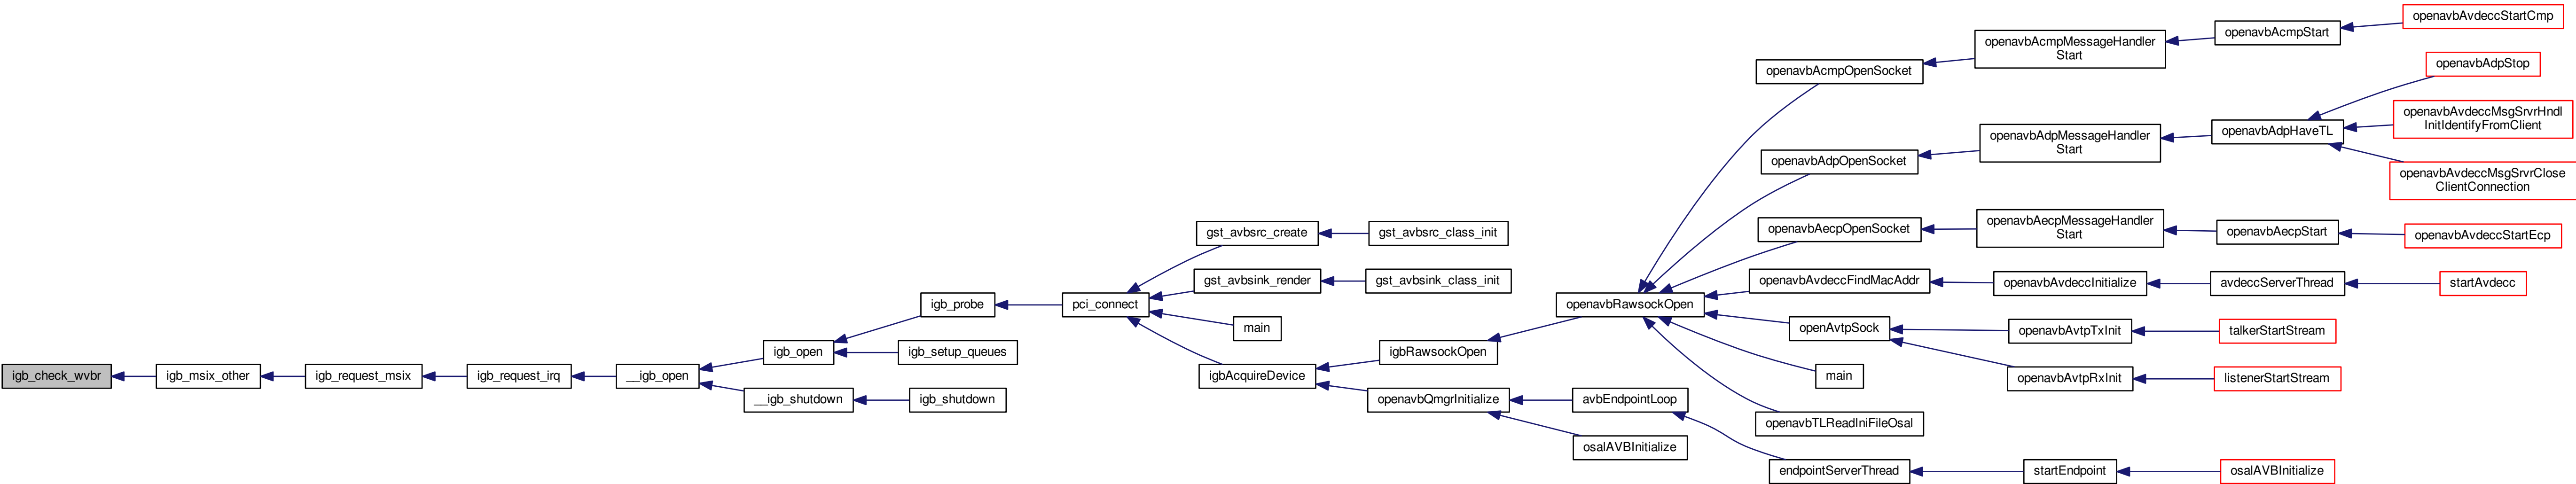 openavbAvdeccStartCmp
openavbAcmpMessageHandler
Start
openavbAcmpStart
openavbAcmpOpenSocket
openavbAdpStop
openavbAvdeccMsgSrvrHndl
InitIdentifyFromClient
openavbAdpMessageHandler
Start
openavbAdpHaveTL
openavbAdpOpenSocket
openavbAvdeccMsgSrvrClose
ClientConnection
gst_avbsrc_create
gst_avbsrc_class_init
openavbAecpOpenSocket
openavbAecpMessageHandler
Start
openavbAecpStart
openavbAvdeccStartEcp
gst_avbsink_render
gst_avbsink_class_init
openavbAvdeccFindMacAddr
openavbAvdeccInitialize
avdeccServerThread
startAvdecc
igb_probe
pci_connect
openavbRawsockOpen
main
openAvtpSock
openavbAvtpTxInit
talkerStartStream
igb_open
igb_setup_queues
igbRawsockOpen
igb_check_wvbr
igb_msix_other
igb_request_msix
igb_request_irq
__igb_open
igbAcquireDevice
main
openavbAvtpRxInit
listenerStartStream
__igb_shutdown
igb_shutdown
openavbQmgrInitialize
avbEndpointLoop
openavbTLReadIniFileOsal
osalAVBInitialize
endpointServerThread
startEndpoint
osalAVBInitialize